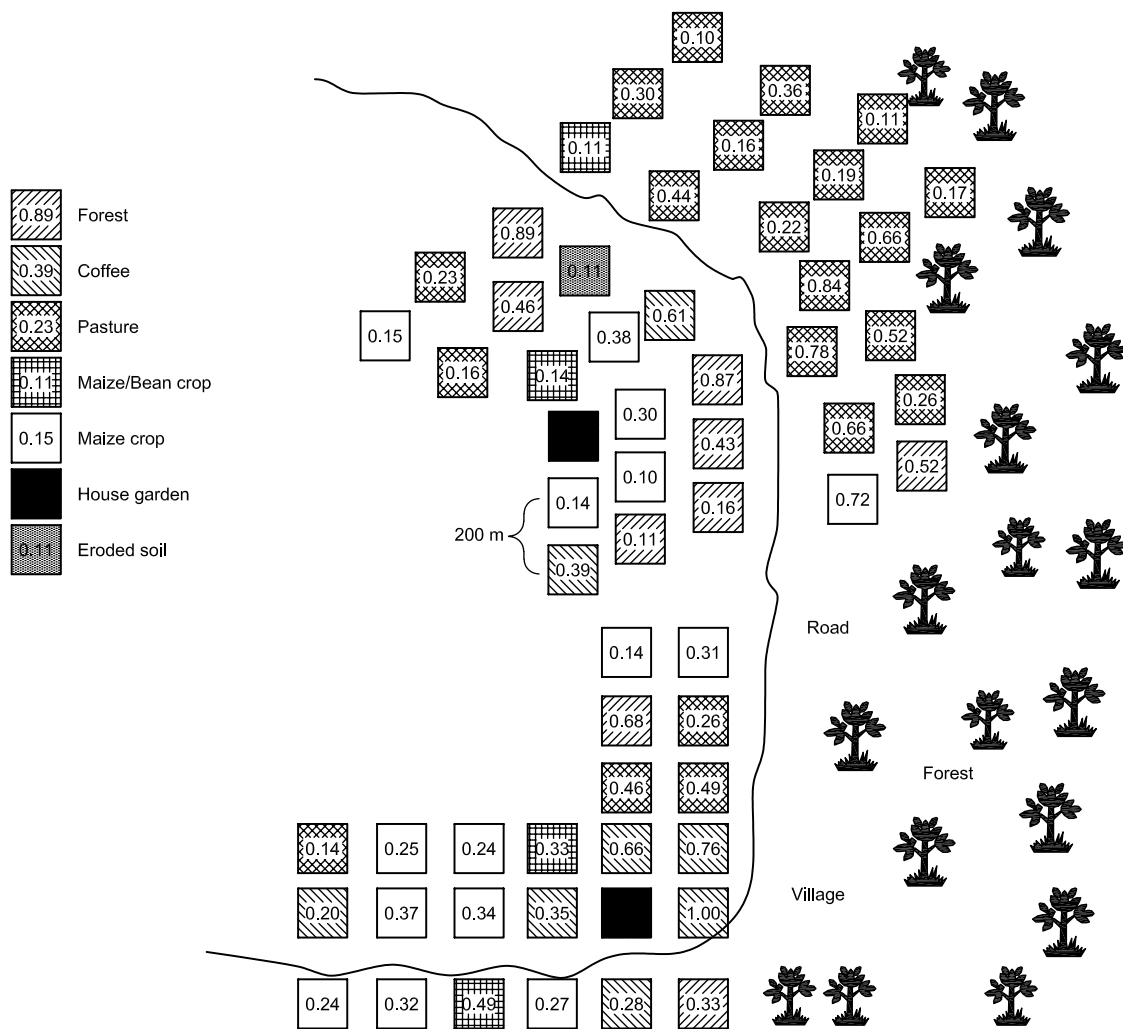 0.10
0.30
0.36
0.11
0.11
0.16
0.19
0.17
0.44
0.89 Forest
0.22
0.66
0.89
0.39 Coffee
0.23
0.11
0.84
0.46
0.61
0.23 Pasture
0.15
0.38
0.52
0.78
0.16
0.14
0.87
0.11 Maize/Bean crop
0.26
0.30
0.66
0.15 Maize crop
0.43
0.52
0.10
House garden
0.14
0.16
0.72
200 m
0.11
0.11 Eroded soil
0.39
Road
0.14 0.31
0.68 0.26
Forest
0.46 0.49
0.14 0.25 0.24 0.33 0.66 0.76
Village
0.20 0.37 0.34 0.35 1.00
0.24 0.32 0.49 0.27 0.28 0.33